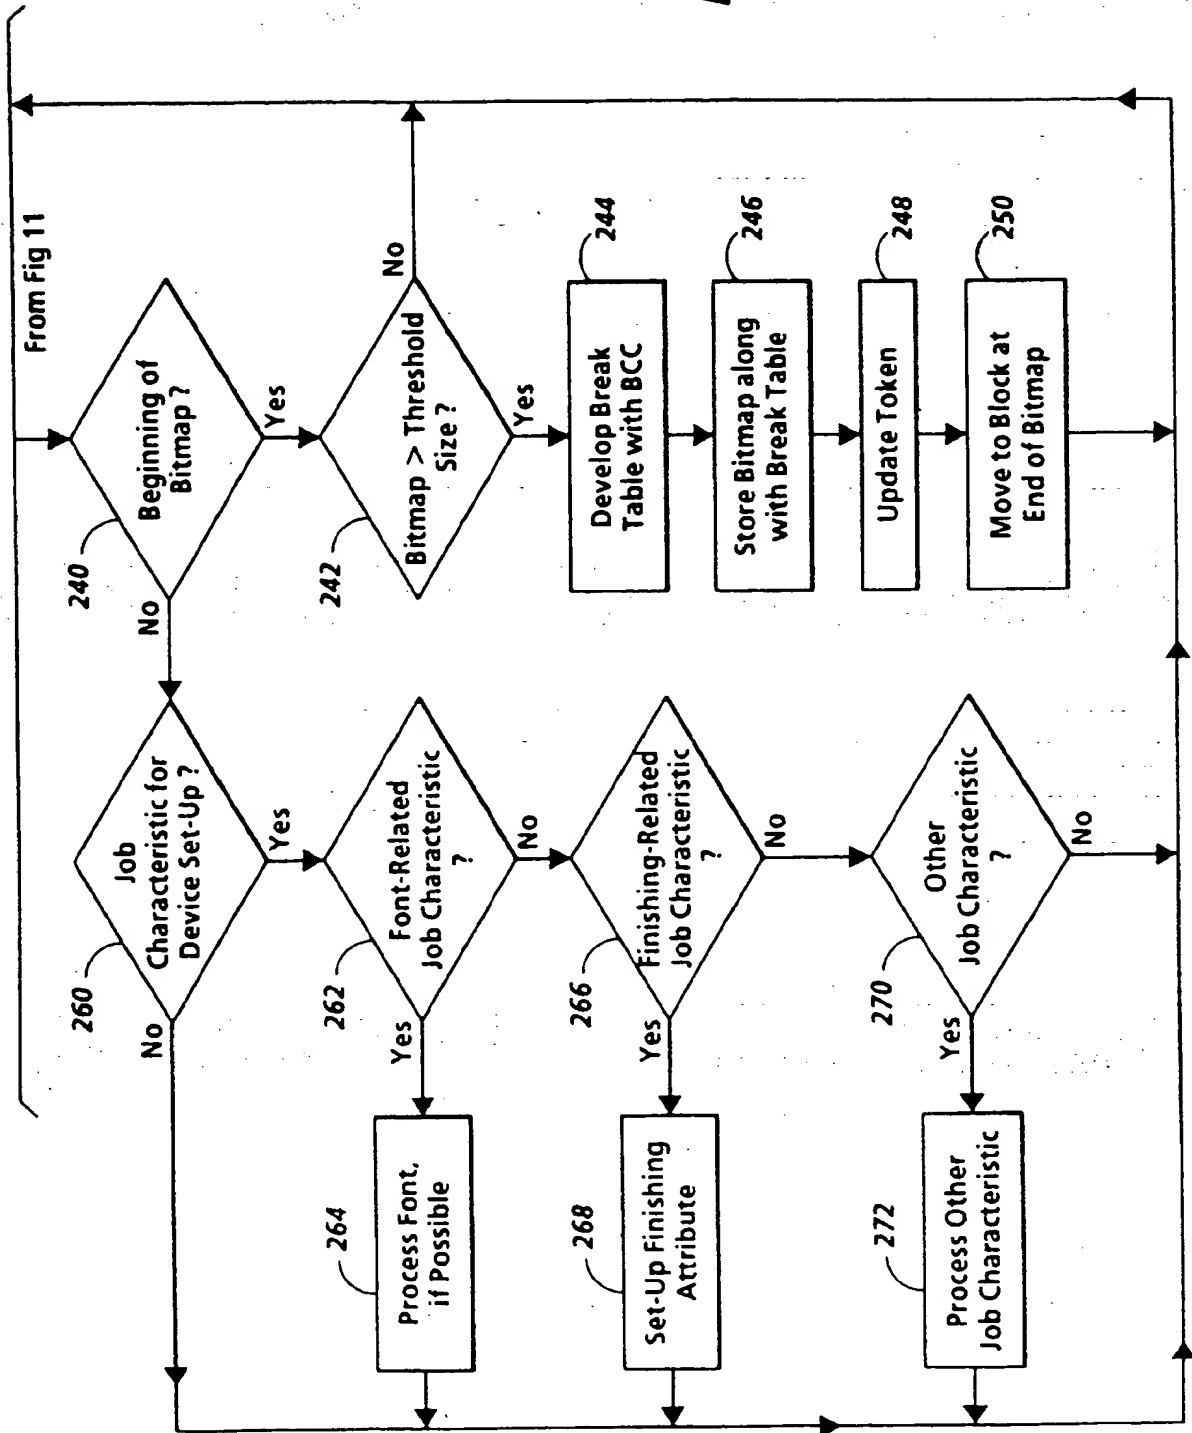 From Fig 11
240
Beginning of
Bitmap ?
No
Yes
242
Bitmap > Threshold
Size ?
No
Yes
244
Develop Break
Table with BCC
246
Store Bitmap along
with Break Table
248
Update Token
250
Move to Block at
End of Bitmap
260
Job
Characteristic for
Device Set-Up ?
No
Yes
262
Font-Related
Job Characteristic
?
Yes
No
264
Process Font,
if Possible
266
Finishing-Related
Job Characteristic
?
Yes
No
268
Set-Up Finishing
Attribute
270
Other
Job Characteristic
?
Yes
No
272
Process Other
Job Characteristic